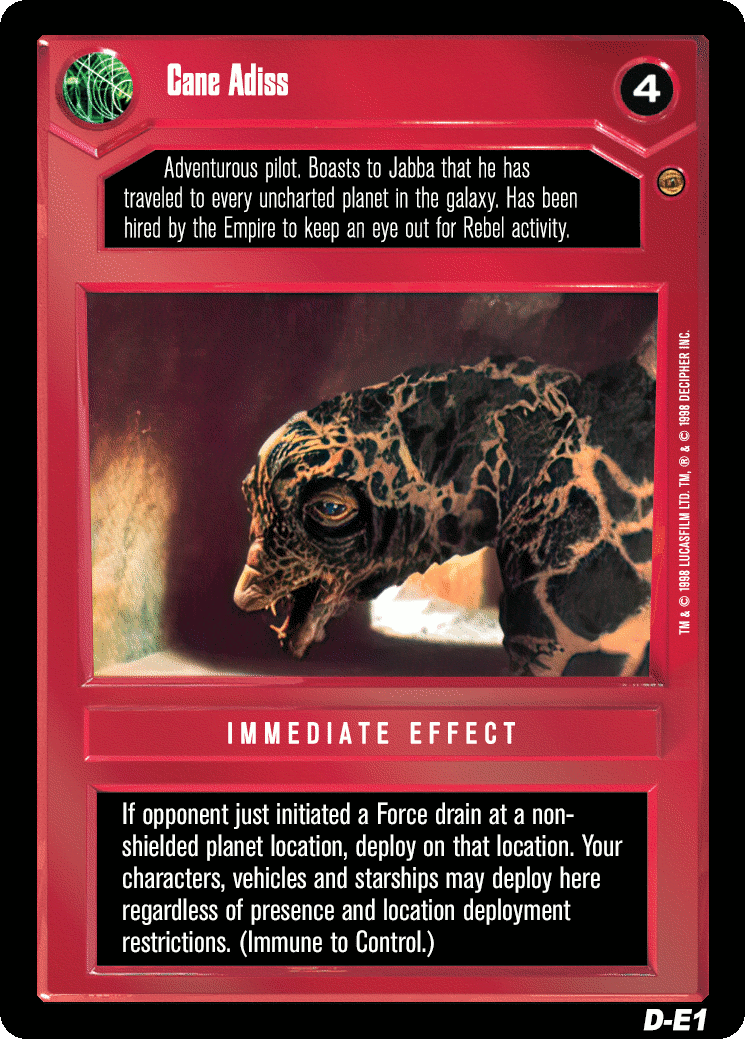 Cane Adiss
4
Adventurous pilot. Boasts to Jabba that he has
traveled to every uncharted planet in the galaxy. Has been
hired by the Empire to keep an eye out for Rebel activity.
TM & © 1998 LUCASFILM LTD. TM, ® & © 1998 DECIPHER INC.
IMMEDIATE EFFECT
If opponent just initiated a Force drain at a non-
shielded planet location, deploy on that location. Your
characters, vehicles and starships may deploy here
regardless of presence and location deployment
restrictions. (Immune to Control.)
D-E1